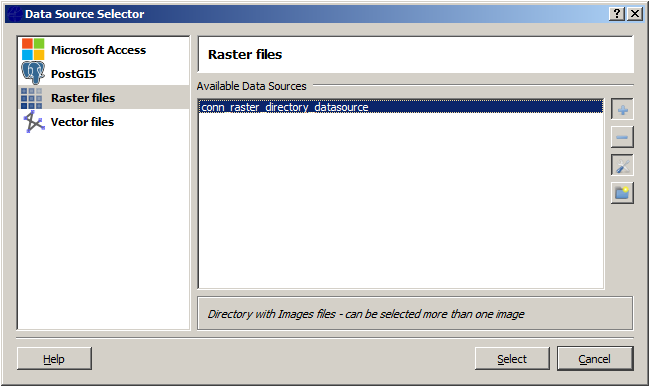 Data Source Selector
Microsoft Access
PostGIS
Raster files
Vector files
Raster files
Available Data Sources
conn_raster_directory_datasource
Directory with Images files - can be selected more than one image
Help
Select
Cancel